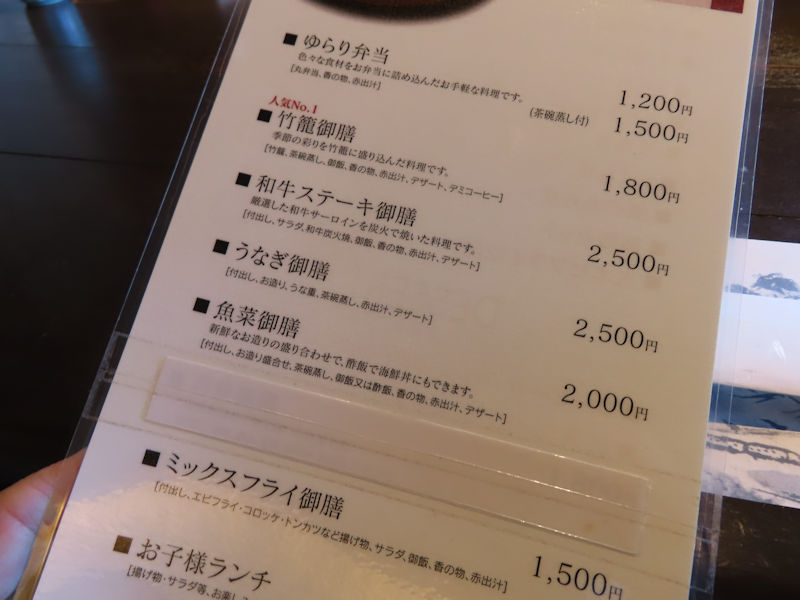 ■ ゆらり弁当
色々な食材をお弁当に詰め込んだお手軽な料理です。
[丸弁当、香の物、赤出汁]
1,200円
(茶碗蒸し付) 1,500円
人気No.1
■ 竹籠御膳
季節の彩りを竹籠に盛り込んだ料理です。
[竹籠、茶碗蒸し、御飯、香の物、赤出汁、デザート、デミコーヒー]
1,800円
■ 和牛ステーキ御膳
厳選した和牛サーロインを炭火で焼いた料理です。
[付出し、サラダ、和牛炭火焼、御飯、香の物、赤出汁、デザート]
2,500円
■ うなぎ御膳
[付出し、お造り、うな重、茶碗蒸し、赤出汁、デザート]
2,500円
■ 魚菜御膳
新鮮なお造りの盛り合わせで、酢飯で海鮮丼にもできます。
[付出し、お造り盛合せ、茶碗蒸し、御飯又は酢飯、香の物、赤出汁、デザート]
2,000円
■ ミックスフライ御膳
[付出し、エビフライ・コロッケ・トンカツなど揚げ物、サラダ、御飯、香の物、赤出汁]
1,500円
■ お子様ランチ
[揚げ物・サラダ等、お楽し